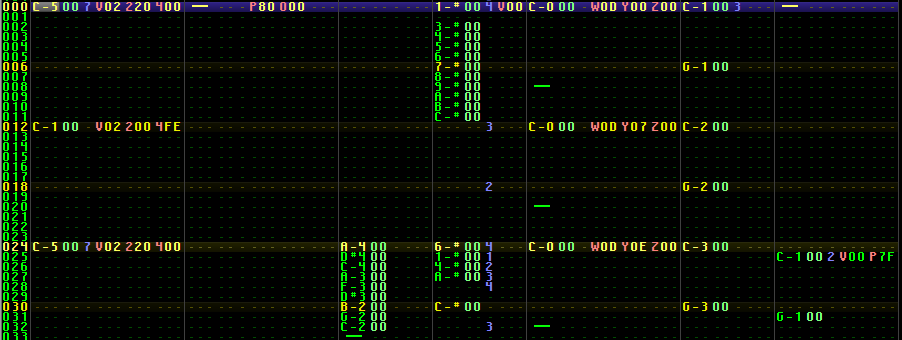 000 C-5 00 7 V02 220 400 — P80 000 1-# 00 4 V00 C-0 00 W0D Y00 Z00 C-1 00 3 —
001
002 3-# 00
003 4-# 00
004 5-# 00
005 6-# 00
006 7-# 00 G-1 00
007 8-# 00
008 9-# 00 —
009 A-# 00
010 B-# 00
011 C-# 00
012 C-1 00 V02 200 4FE 3 C-0 00 W0D Y07 Z00 C-2 00
013
014
015
016
017
018 2 G-2 00
019
020 —
021
022
023
024 C-5 00 7 V02 220 400 A-4 00 6-# 00 4 C-0 00 W0D Y0E Z00 C-3 00
025 D#4 00 1-# 00 1 C-1 00 2 V00 P7F
026 C-4 00 4-# 00 2
027 A-3 00 A-# 00 3
028 F-3 00 4
029 D#3 00
030 B-2 00 C-# 00 G-3 00
031 G-2 00 G-1 00
032 C-2 00 3 —
033 —